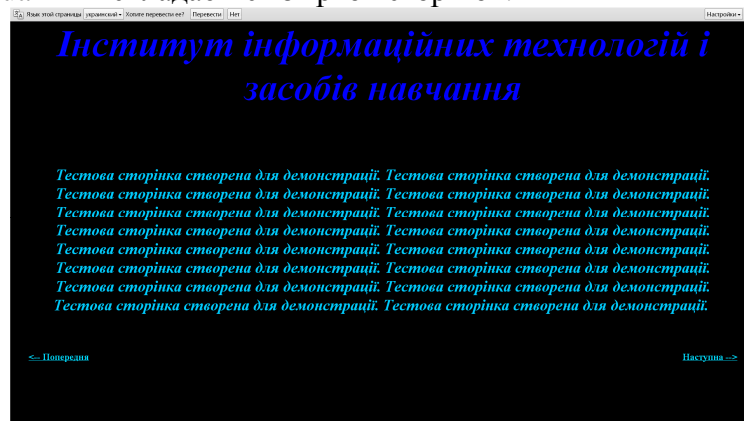 Язык этой страницы украинский Хотите перевести ее? Перевести Нет Настройки
Інститут інформаційних технологій і
засобів навчання
Тестова сторінка створена для демонстрації. Тестова сторінка створена для демонстрації.
Тестова сторінка створена для демонстрації. Тестова сторінка створена для демонстрації.
Тестова сторінка створена для демонстрації. Тестова сторінка створена для демонстрації.
Тестова сторінка створена для демонстрації. Тестова сторінка створена для демонстрації.
Тестова сторінка створена для демонстрації. Тестова сторінка створена для демонстрації.
Тестова сторінка створена для демонстрації. Тестова сторінка створена для демонстрації.
Тестова сторінка створена для демонстрації. Тестова сторінка створена для демонстрації.
Тестова сторінка створена для демонстрації. Тестова сторінка створена для демонстрації.
<-- Попередня
Наступна -->